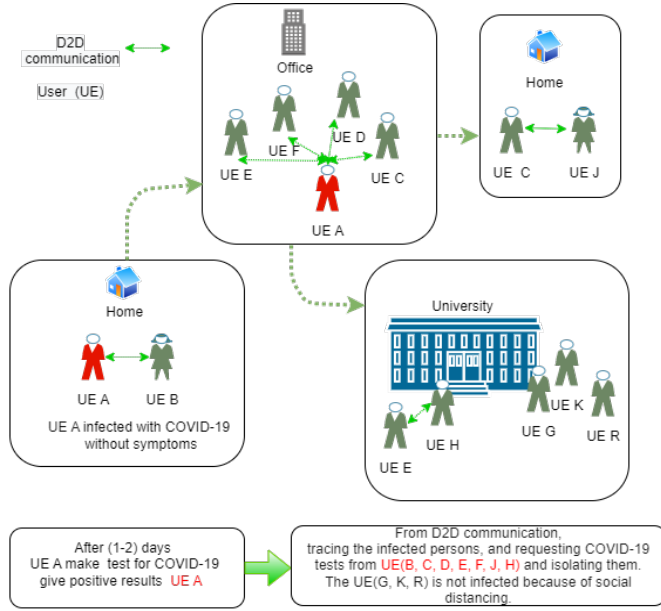 D2D
communication
User (UE)
Office
UE E
UE F
UE D
UE C
UE A
Home
UE C
UE J
Home
UE A
UE B
UE A infected with COVID-19
without symptoms
University
UE E
UE H
UE G
UE K
UE R
After (1-2) days
UE A make test for COVID-19
give positive results UE A
From D2D communication,
tracing the infected persons, and requesting COVID-19
tests from UE(B, C, D, E, F, J, H) and isolating them.
The UE(G, K, R) is not infected because of social
distancing.